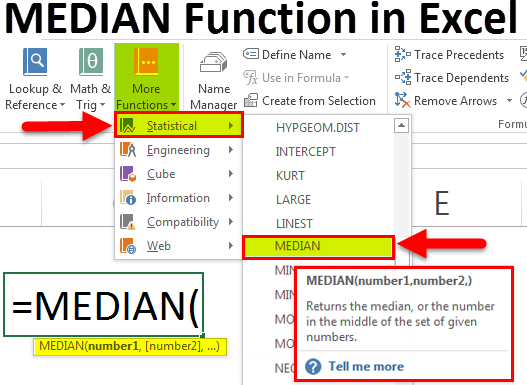 MEDIAN Function in Excel
Lookup & Reference
Math & Trig
More Functions
Name Manager
Define Name
Use in Formula
Create from Selection
Trace Precedents
Trace Dependents
Remove Arrows
Formu
Statistical
Engineering
Cube
Information
Compatibility
Web
HYPGEOM.DIST
INTERCEPT
KURT
LARGE
LINEST
MEDIAN
MIN
MIN
MO
MO
NEG
E
=MEDIAN(
MEDIAN(number1, [number2], ...)
MEDIAN(number1,number2,)
Returns the median, or the number
in the middle of the set of given
numbers.
Tell me more